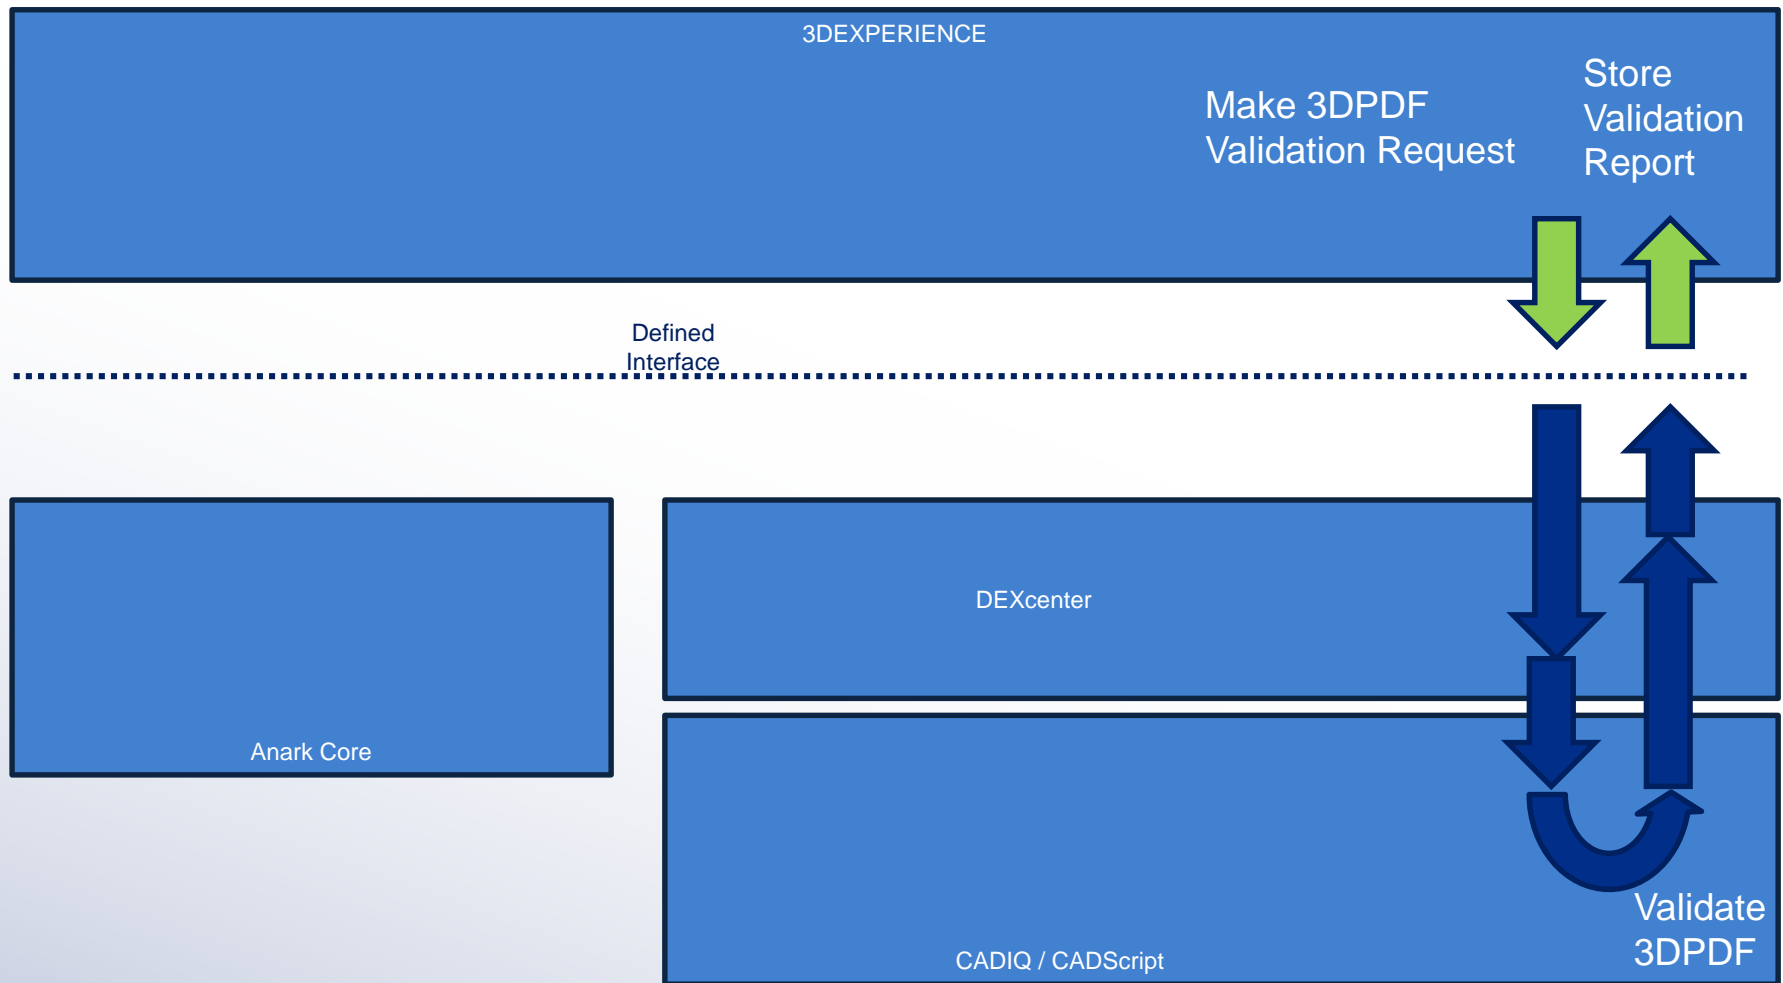 3DEXPERIENCE
Make 3DPDF
Validation Request
Store
Validation
Report
Defined
Interface
DEXcenter
Anark Core
Validate
3DPDF
CADIQ / CADScript